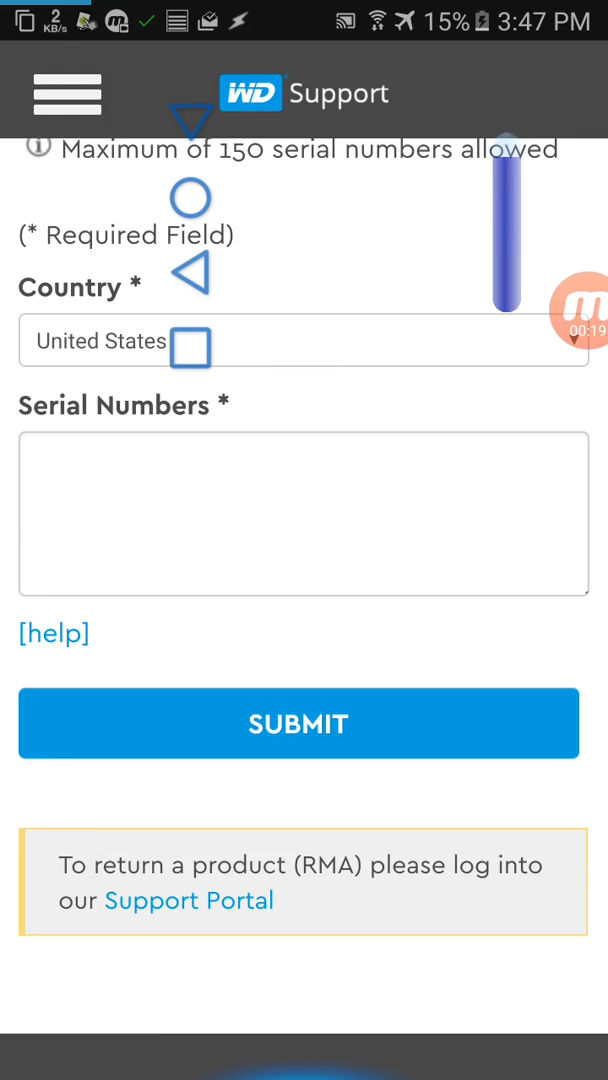 2
KB/s
15% 3:47 PM
WD Support
Maximum of 150 serial numbers allowed
(* Required Field)
Country *
United States
00:19
Serial Numbers *
[help]
SUBMIT
To return a product (RMA) please log into
our Support Portal